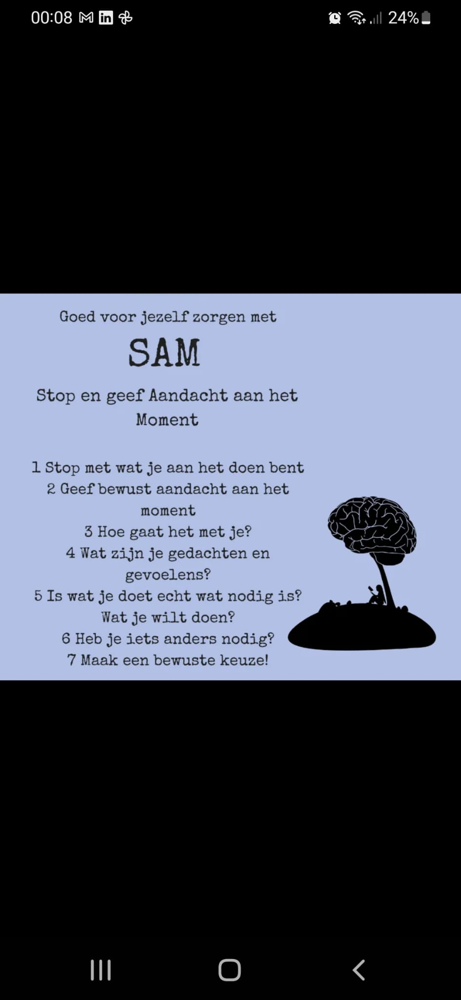 00:08
24%
Goed voor jezelf zorgen met
SAM
Stop en geef Aandacht aan het
Moment
1 Stop met wat je aan het doen bent
2 Geef bewust aandacht aan het
moment
3 Hoe gaat het met je?
4 Wat zijn je gedachten en
gevoelens?
5 Is wat je doet echt wat nodig is?
Wat je wilt doen?
6 Heb je iets anders nodig?
7 Maak een bewuste keuze!